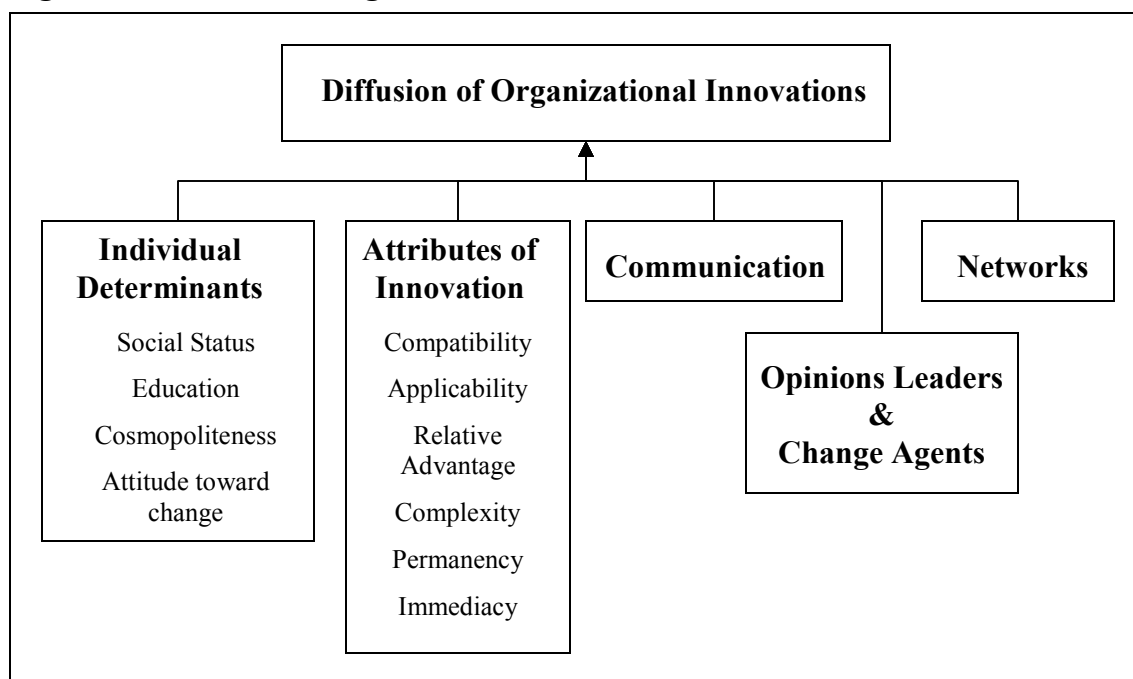 Diffusion of Organizational Innovations
Individual
Determinants
Social Status
Education
Cosmopoliteness
Attitude toward
change
Attributes of
Innovation
Compatibility
Applicability
Relative
Advantage
Complexity
Permanency
Immediacy
Communication
Networks
Opinions Leaders
&
Change Agents